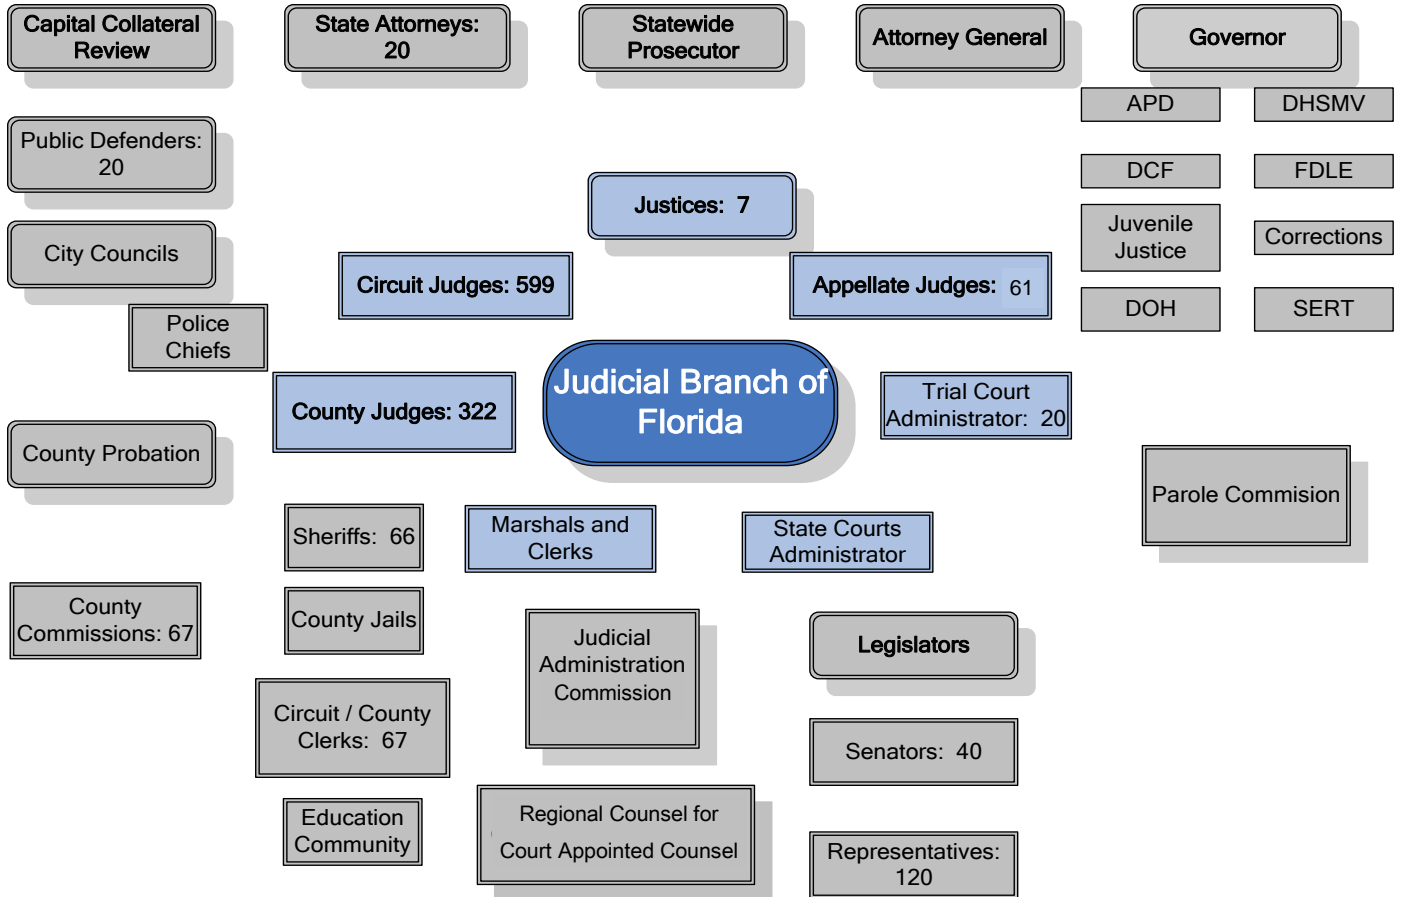 Capital Collateral
Review
State Attorneys:
20
Statewide
Prosecutor
Attorney General
Governor
APD
DHSMV
Public Defenders:
20
DCF
FDLE
Justices: 7
Juvenile
Justice
Corrections
City Councils
Circuit Judges: 599
Appellate Judges: 61
DOH
SERT
Police
Chiefs
Judicial Branch of
Florida
County Judges: 322
Trial Court
Administrator: 20
County Probation
Parole Commision
Sheriffs: 66
Marshals and
Clerks
State Courts
Administrator
County
Commissions: 67
County Jails
Judicial
Administration
Commission
Legislators
Circuit / County
Clerks: 67
Senators: 40
Education
Community
Regional Counsel for
Court Appointed Counsel
Representatives:
120